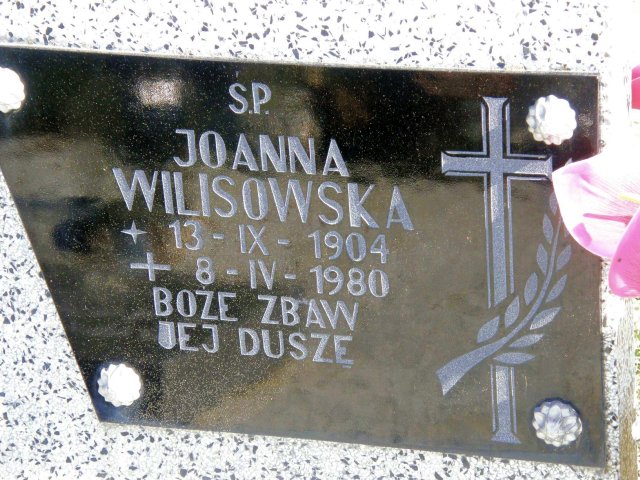 S.P.
JOANNA
WILISOWSKA
13 - IX - 1904
8 - IV - 1980
BOŻE ZBAW
JEJ DUSZĘ